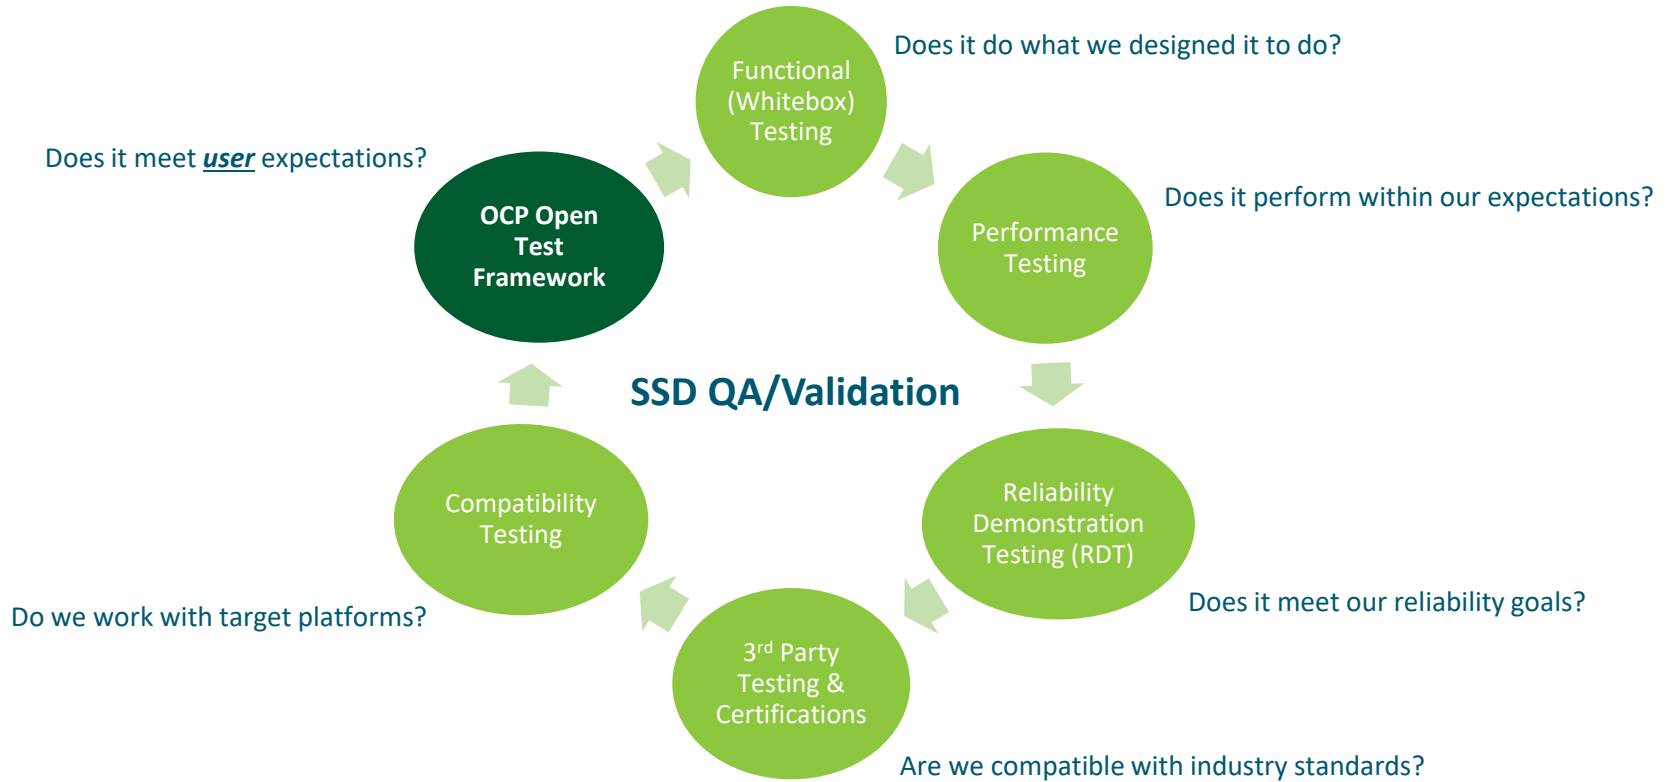 Does it do what we designed it to do?
Functional
(Whitebox)
Testing
Does it meet user expectations?
OCP Open
Test
Framework
Does it perform within our expectations?
Performance
Testing
SSD QA/Validation
Compatibility
Testing
Reliability
Demonstration
Testing (RDT)
Do we work with target platforms?
Does it meet our reliability goals?
3rd Party
Testing &
Certifications
Are we compatible with industry standards?